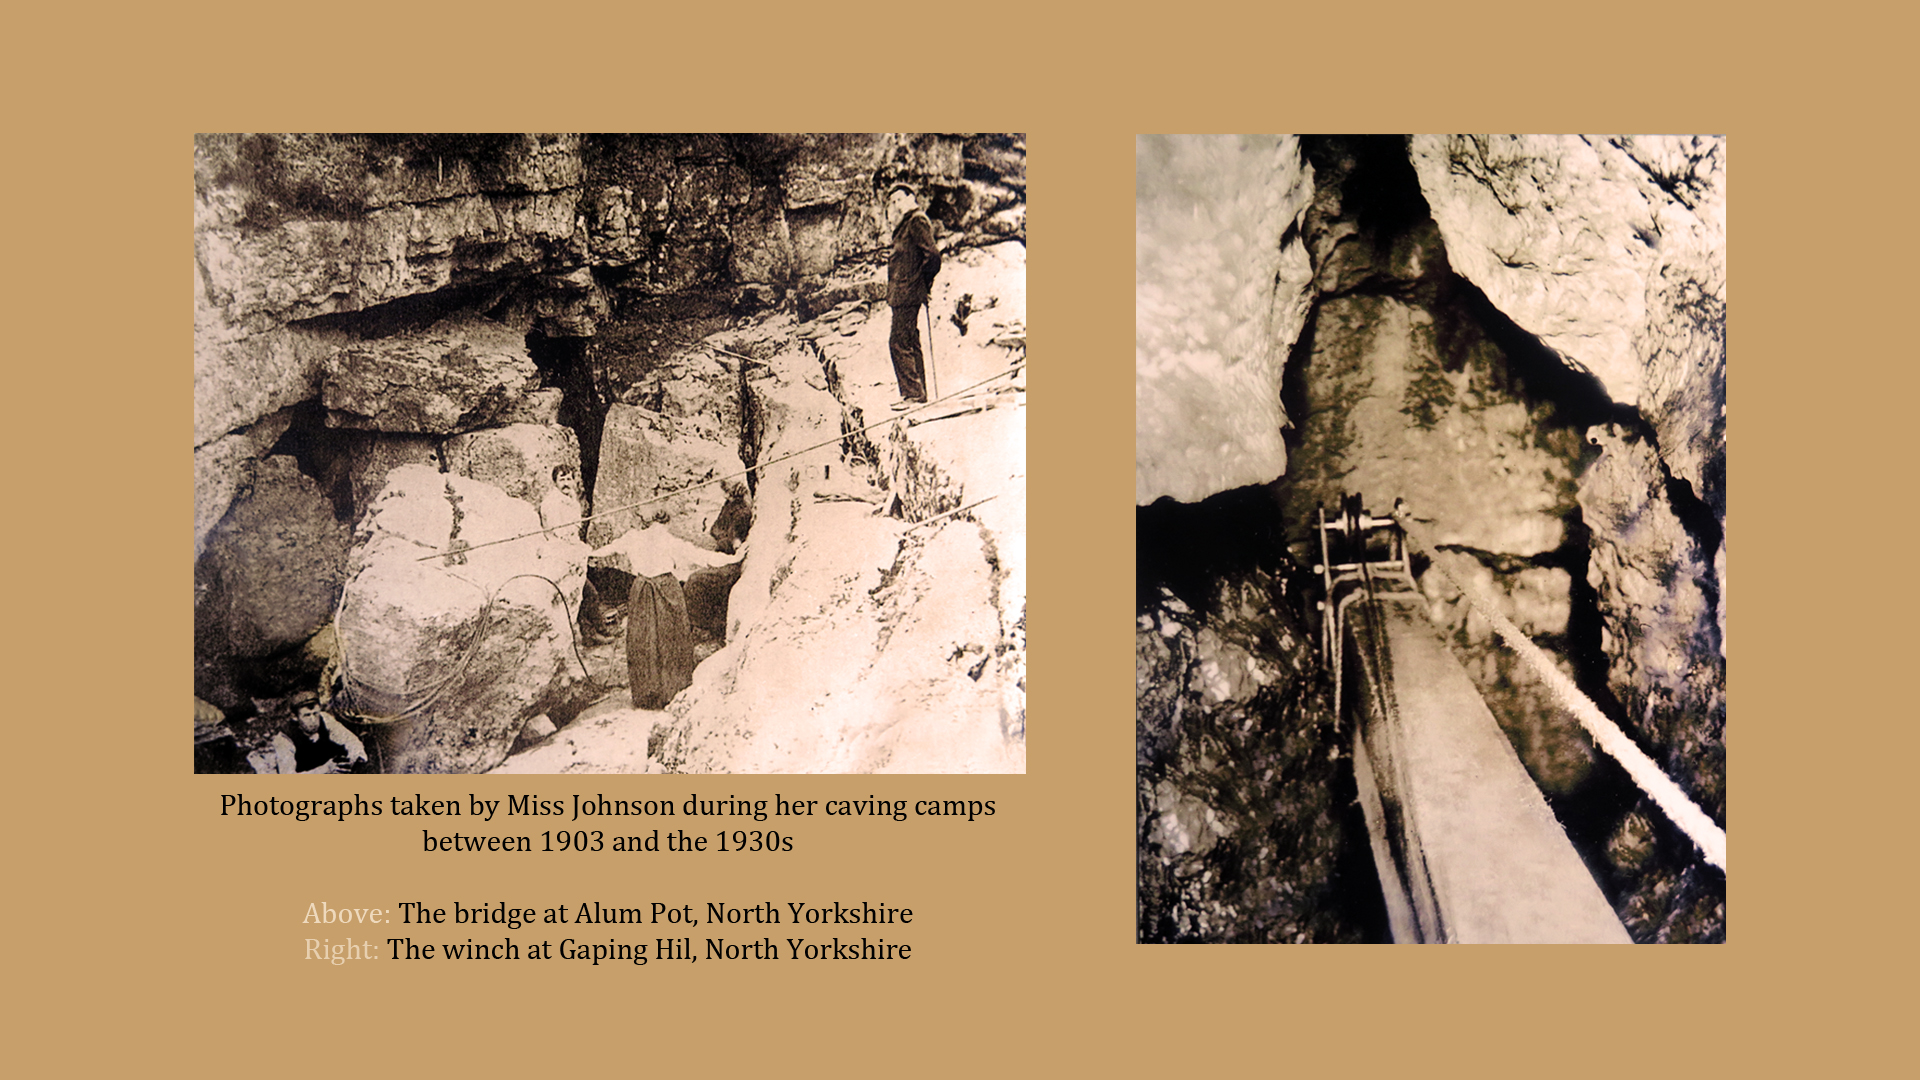 Photographs taken by Miss Johnson during her caving camps
between 1903 and the 1930s
Above: The bridge at Alum Pot, North Yorkshire
Right: The winch at Gaping Hil, North Yorkshire